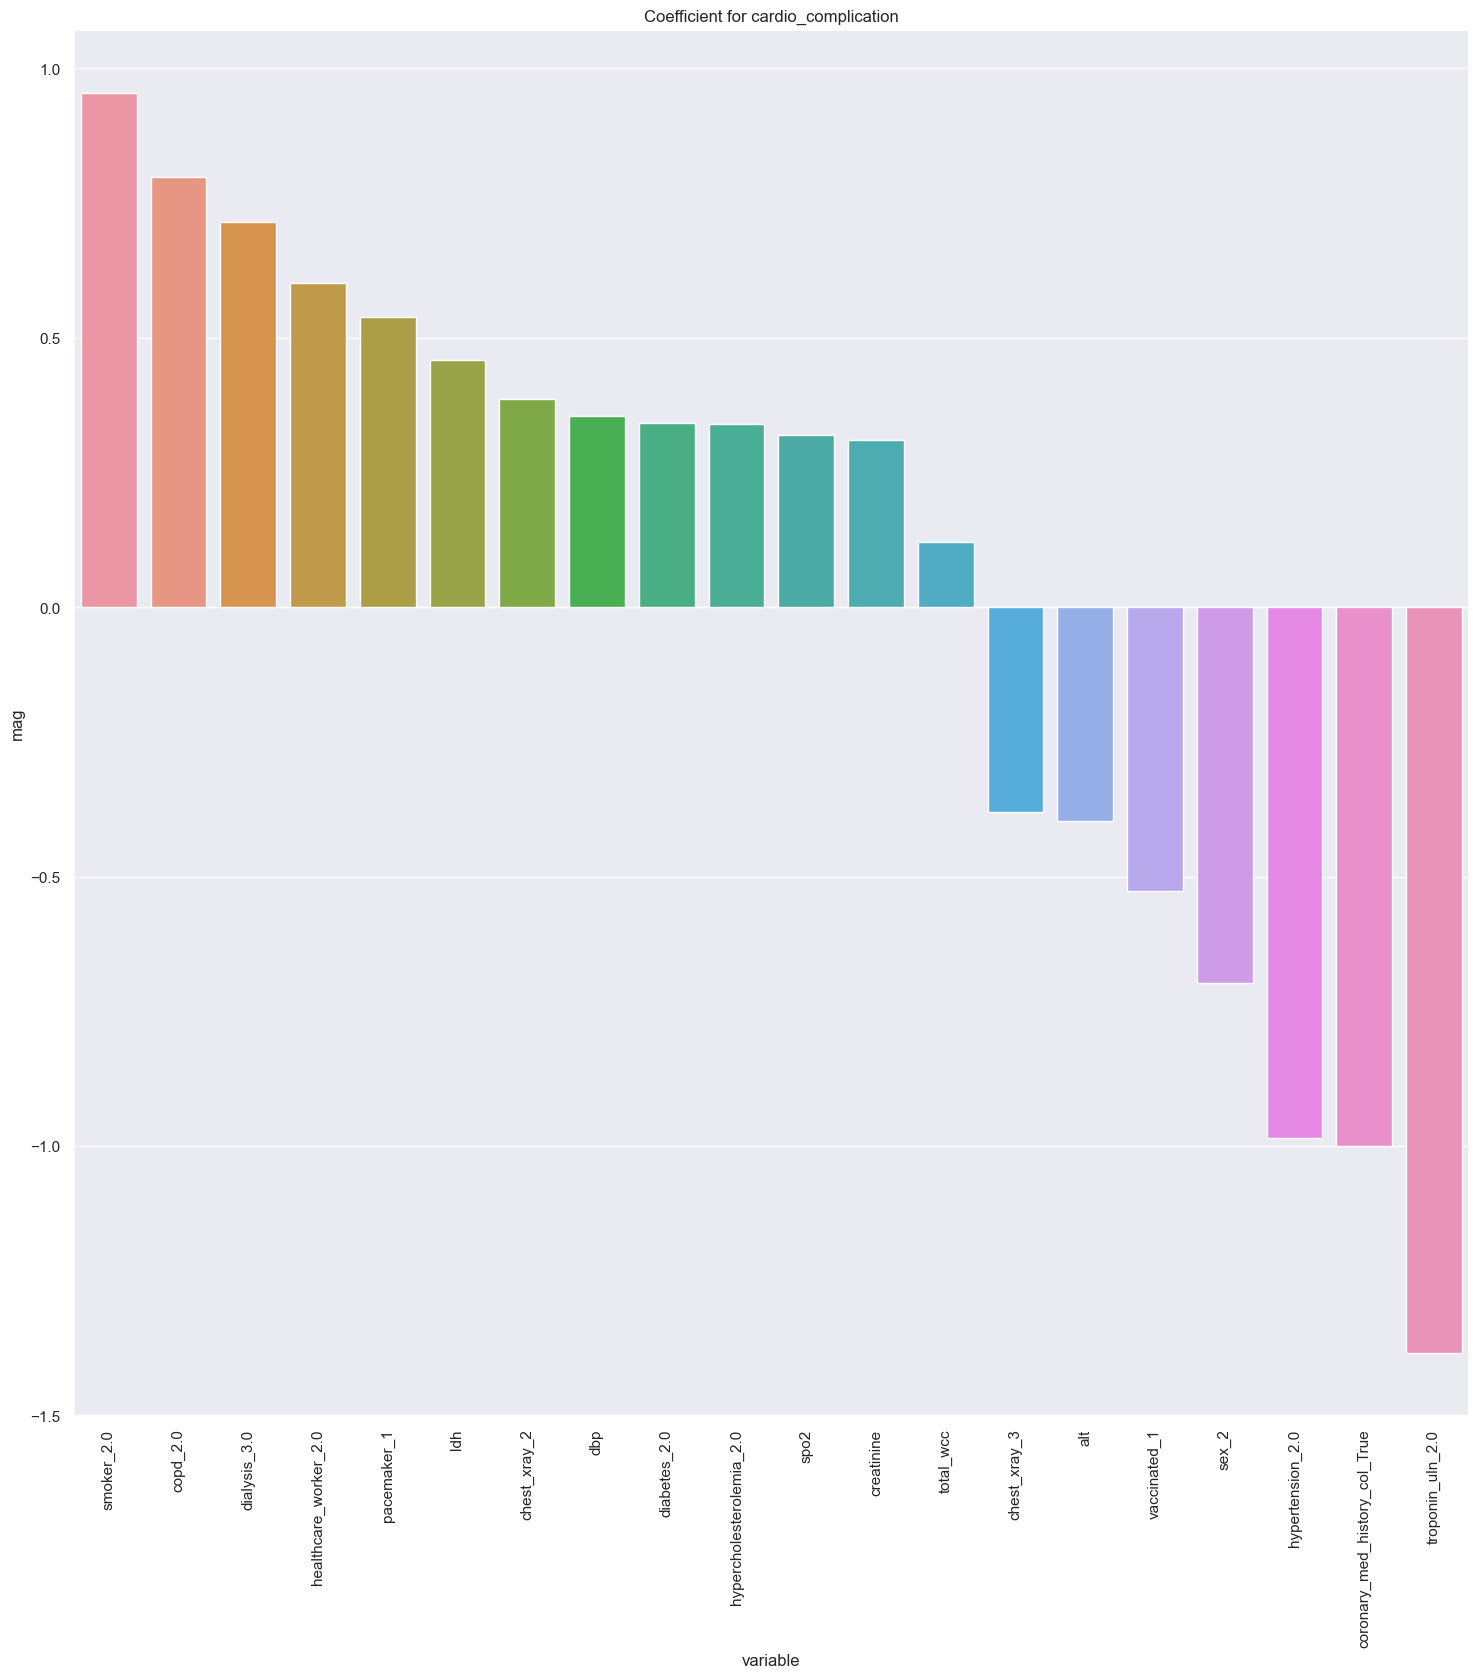 Coefficient for cardio_complication
1.0
0.5
0.0
−0.5
−1.0
−1.5
mag
smoker_2.0
copd_2.0
dialysis_3.0
healthcare_worker_2.0
pacemaker_1
ldh
chest_xray_2
dbp
diabetes_2.0
hypercholesterolemia_2.0
spo2
creatinine
total_wcc
chest_xray_3
alt
vaccinated_1
sex_2
hypertension_2.0
coronary_med_history_col_True
troponin_uln_2.0
variable